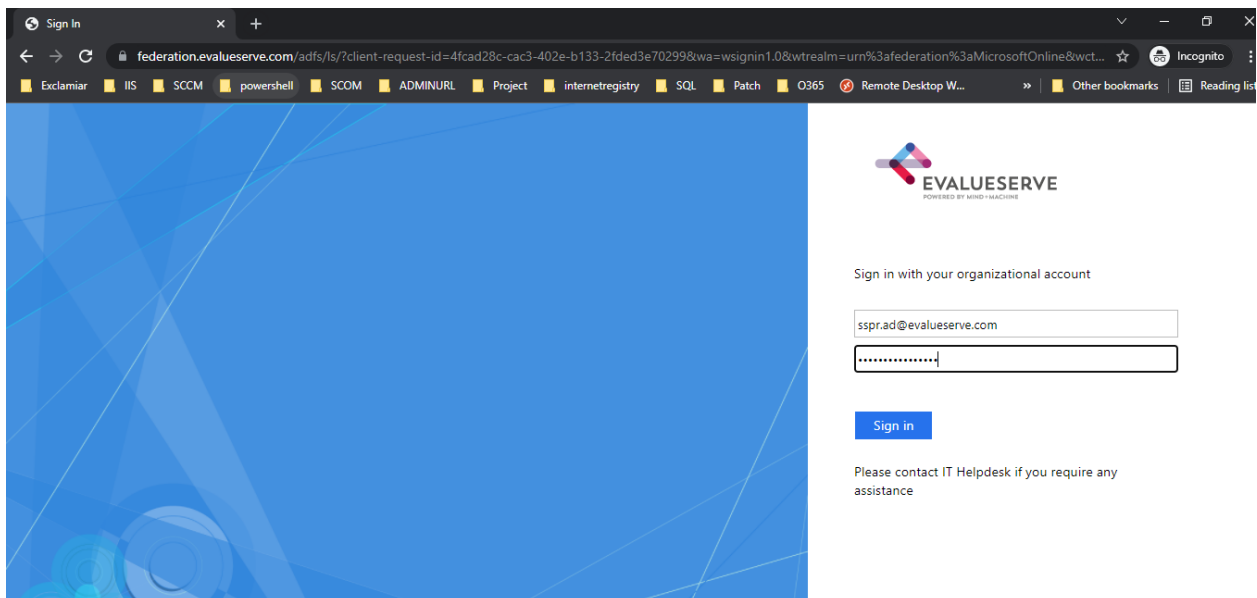 Sign In
federation.evalueserve.com/adfs/ls/?client-request-id=4fcad28c-cac3-402e-b133-2fded3e70299&wa=wsignin1.0&wtrealm=urn%3afederation%3aMicrosoftOnline&wct...
Incognito
Exclamiar IIS SCCM powershell SCOM ADMINURL Project internetregistry SQL Patch O365 Remote Desktop W... » Other bookmarks Reading list
EVALUESERVE
POWERED BY MIND+MACHINE
Sign in with your organizational account
sspr.ad@evalueserve.com
••••••••••••••••
Sign in
Please contact IT Helpdesk if you require any
assistance